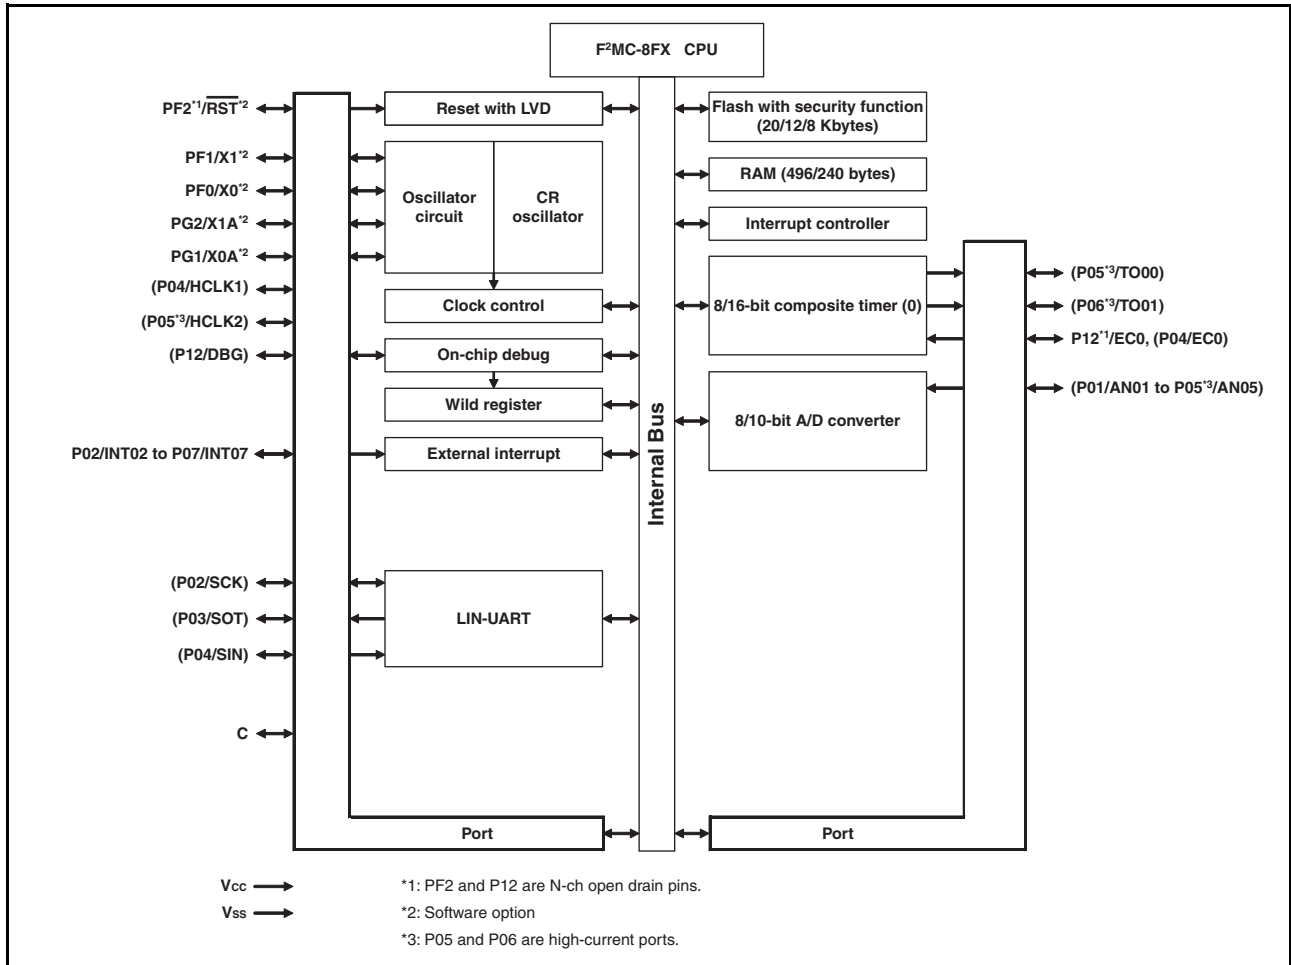 F²MC-8FX CPU
PF2*1/RST*2
Reset with LVD
Flash with security function
(20/12/8 Kbytes)
PF1/X1*2
PF0/X0*2
PG2/X1A*2
PG1/X0A*2
Oscillator
circuit
CR
oscillator
RAM (496/240 bytes)
Interrupt controller
(P04/HCLK1)
(P05*3/HCLK2)
Clock control
8/16-bit composite timer (0)
(P05*3/TO00)
(P06*3/TO01)
P12*1/EC0, (P04/EC0)
(P12/DBG)
On-chip debug
Wild register
8/10-bit A/D converter
(P01/AN01 to P05*3/AN05)
P02/INT02 to P07/INT07
External interrupt
Internal Bus
(P02/SCK)
(P03/SOT)
(P04/SIN)
LIN-UART
C
Port
Port
Vcc
Vss
*1: PF2 and P12 are N-ch open drain pins.
*2: Software option
*3: P05 and P06 are high-current ports.